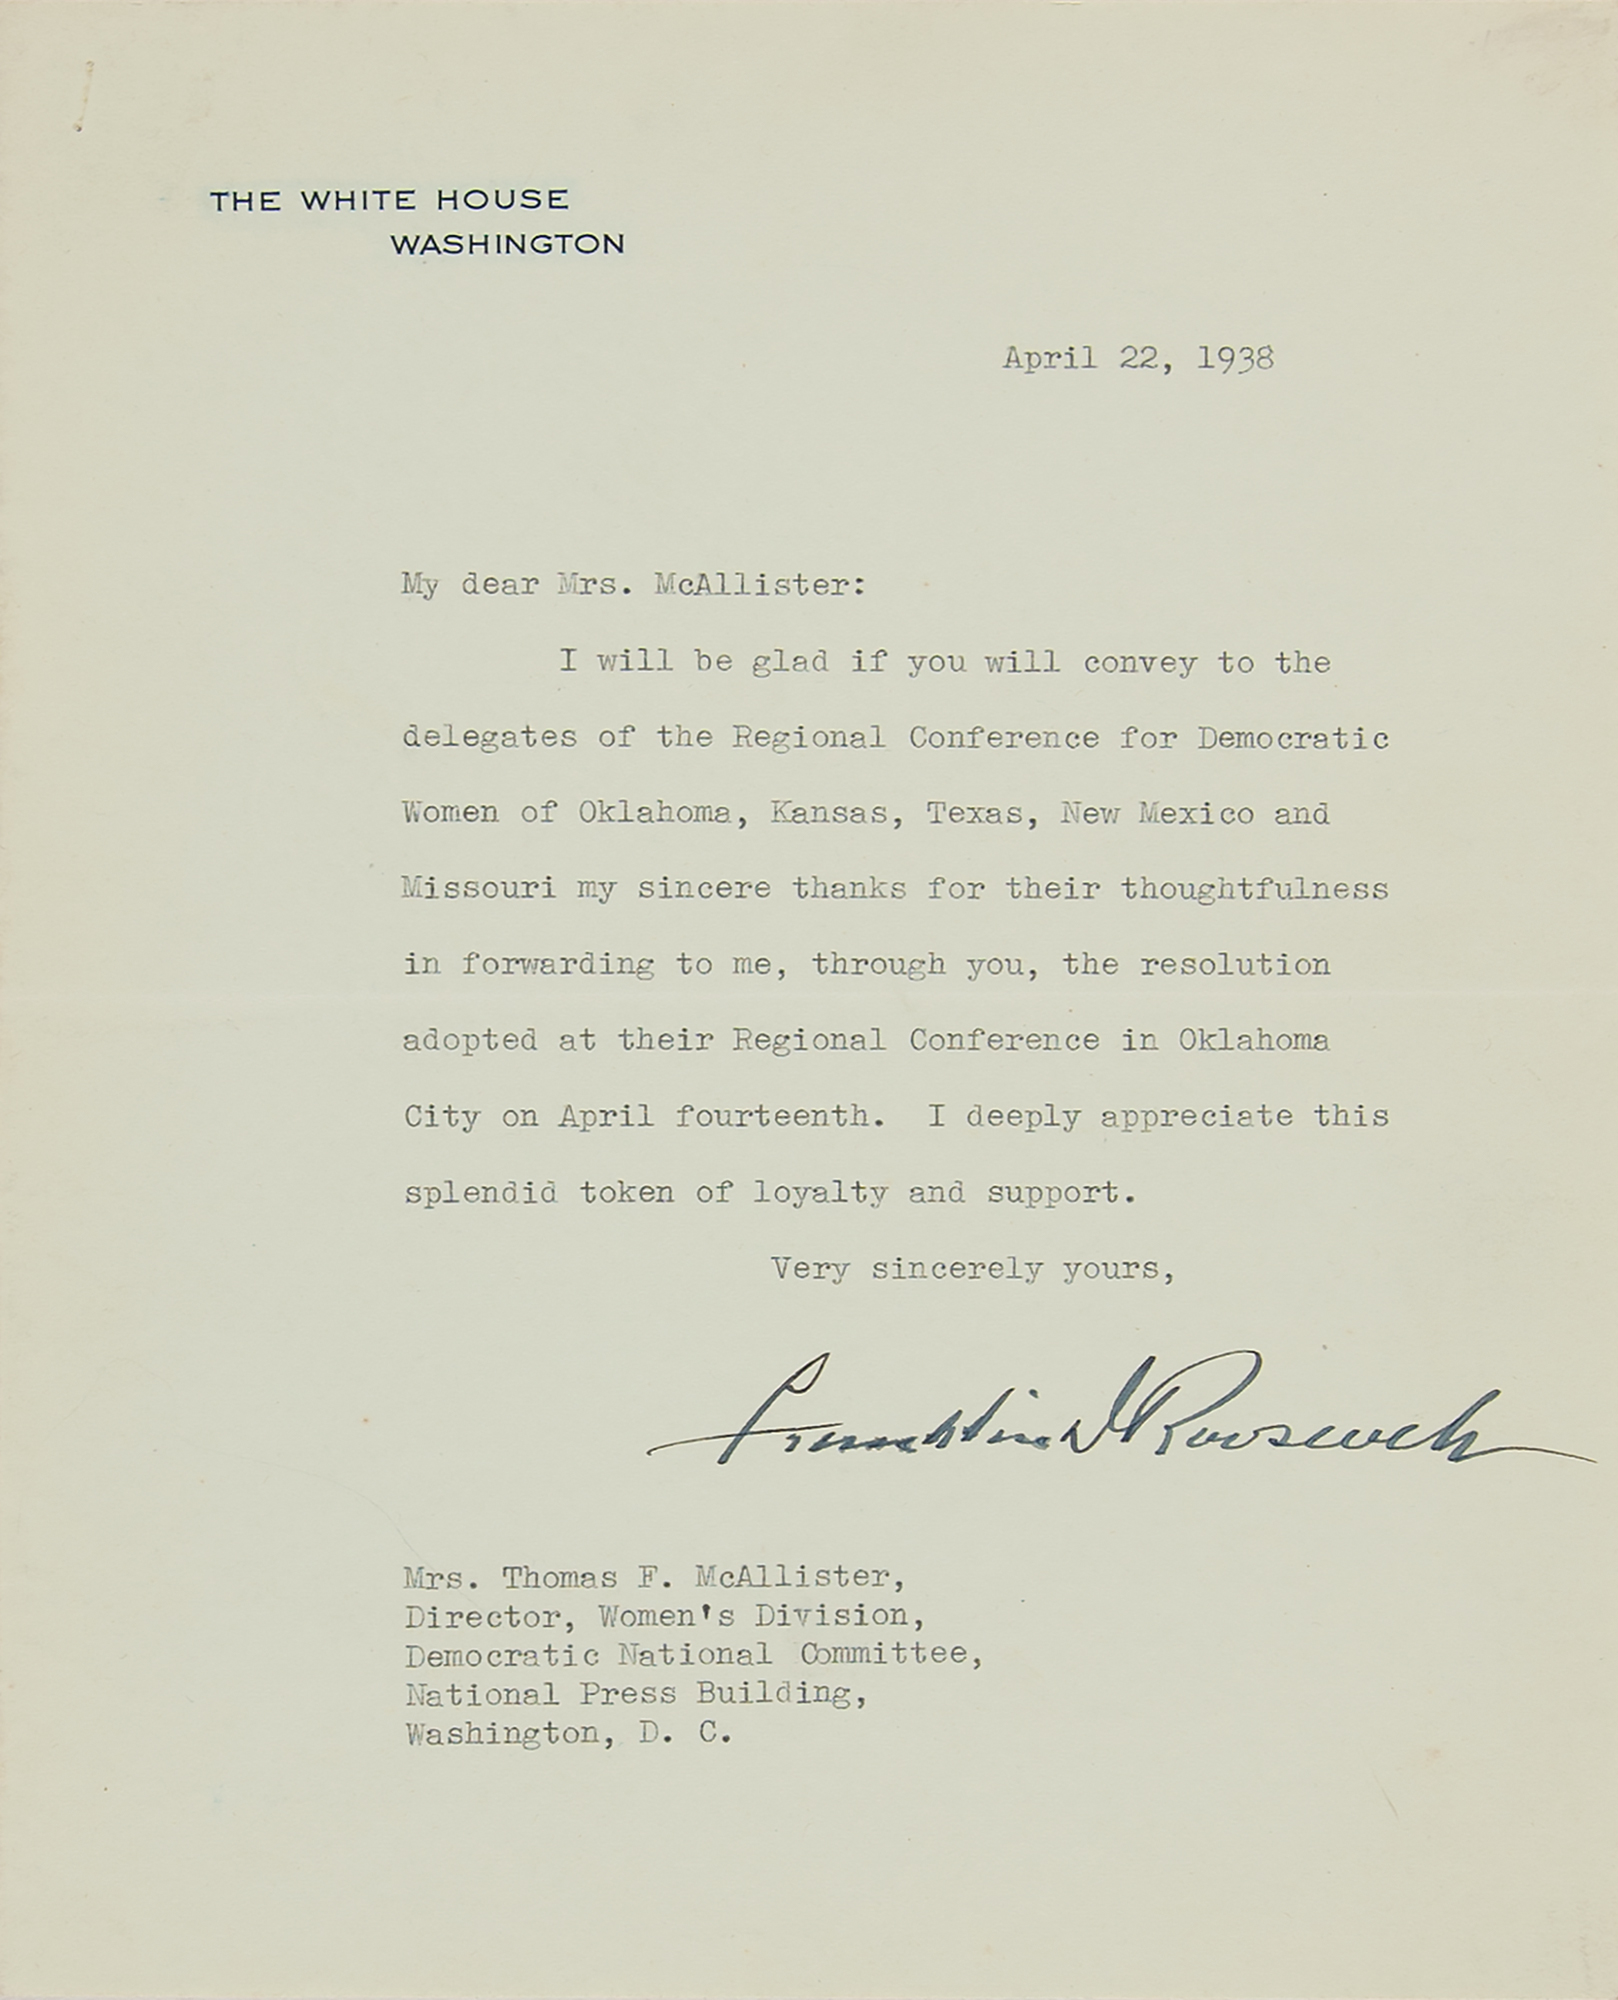 THE WHITE HOUSE
WASHINGTON
April 22, 1938
My dear Mrs. McAllister:
I will be glad if you will convey to the
delegates of the Regional Conference for Democratic
Women of Oklahoma, Kansas, Texas, New Mexico and
Missouri my sincere thanks for their thoughtfulness
in forwarding to me, through you, the resolution
adopted at their Regional Conference in Oklahoma
City on April fourteenth. I deeply appreciate this
splendid token of loyalty and support.
Very sincerely yours,
Franklin D Roosevelt
Mrs. Thomas F. McAllister,
Director, Women's Division,
Democratic National Committee,
National Press Building,
Washington, D. C.